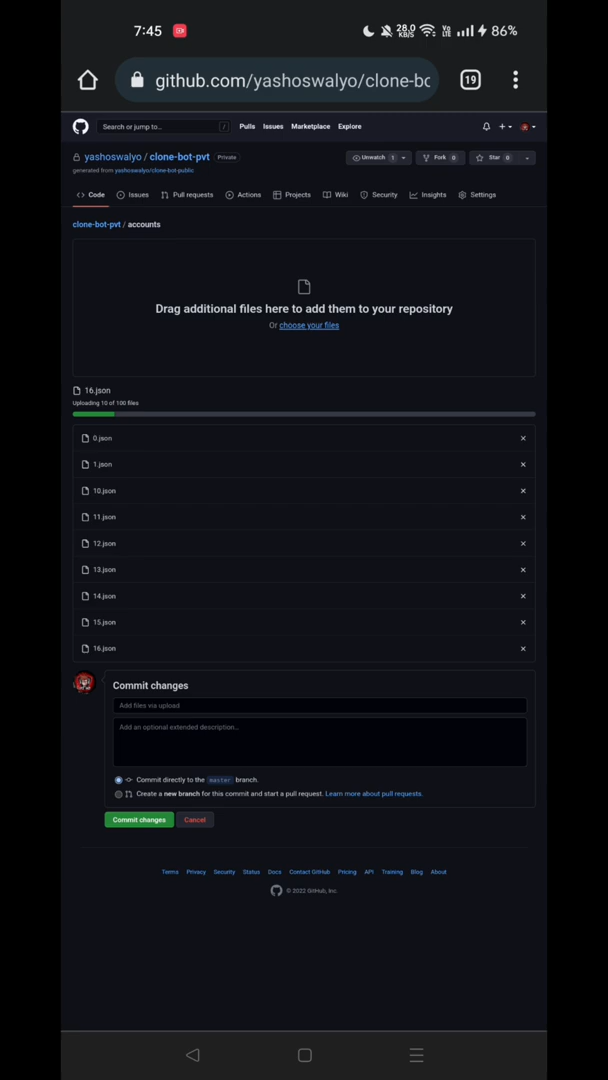 7:45 28.0 KB/S Vo LTE 86%
github.com/yashoswalyo/clone-bo 19
Search or jump to... / Pulls Issues Marketplace Explore
yashoswalyo / clone-bot-pvt Private Unwatch 1 Fork 0 Star 0
generated from yashoswalyo/clone-bot-public
Code Issues Pull requests Actions Projects Wiki Security Insights Settings
clone-bot-pvt / accounts
Drag additional files here to add them to your repository
Or choose your files
16.json
Uploading 10 of 100 files
0.json
1.json
10.json
11.json
12.json
13.json
14.json
15.json
16.json
Commit changes
Add files via upload
Add an optional extended description...
Commit directly to the master branch.
Create a new branch for this commit and start a pull request. Learn more about pull requests.
Commit changes Cancel
Terms Privacy Security Status Docs Contact GitHub Pricing API Training Blog About
© 2022 GitHub, Inc.